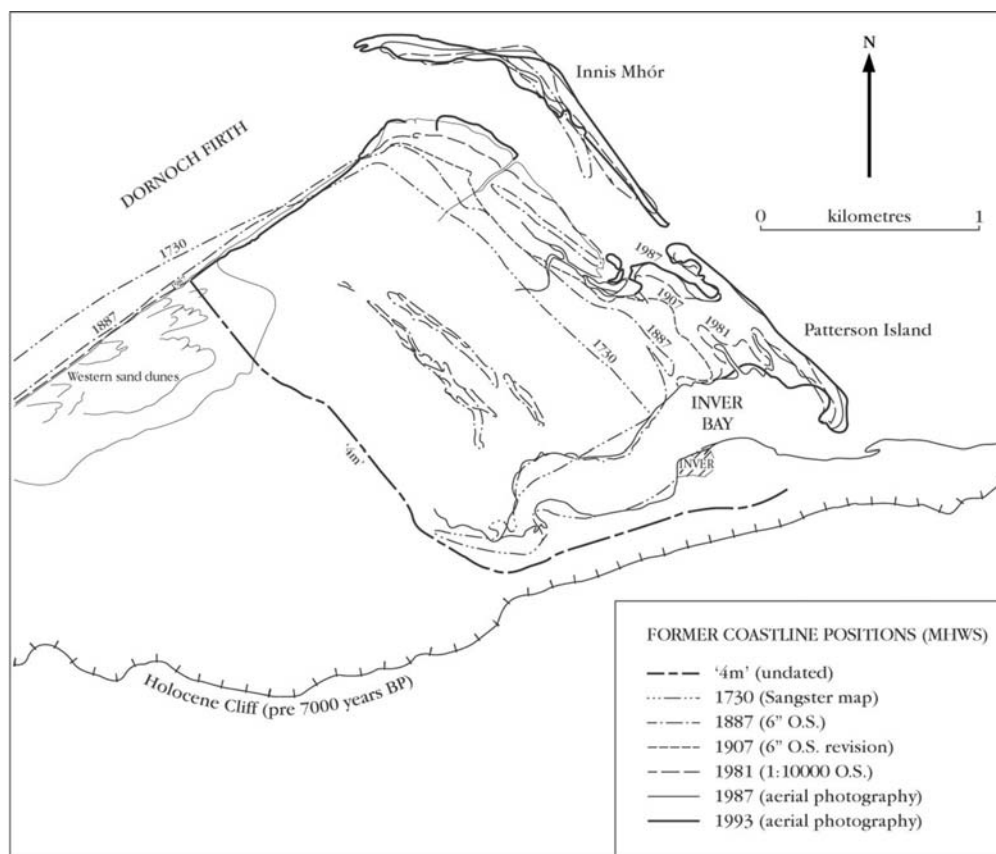 Innis Mhór
N
DORNOCH FIRTH
0 kilometres 1
1730
1987
1907
1887
1981
Patterson Island
1887
1730
Western sand dunes
INVER
BAY
'4m'
INVER
Holocene Cliff (pre 7000 years BP)
FORMER COASTLINE POSITIONS (MHWS)
'4m' (undated)
1730 (Sangster map)
1887 (6" O.S.)
1907 (6" O.S. revision)
1981 (1:10000 O.S.)
1987 (aerial photography)
1993 (aerial photography)